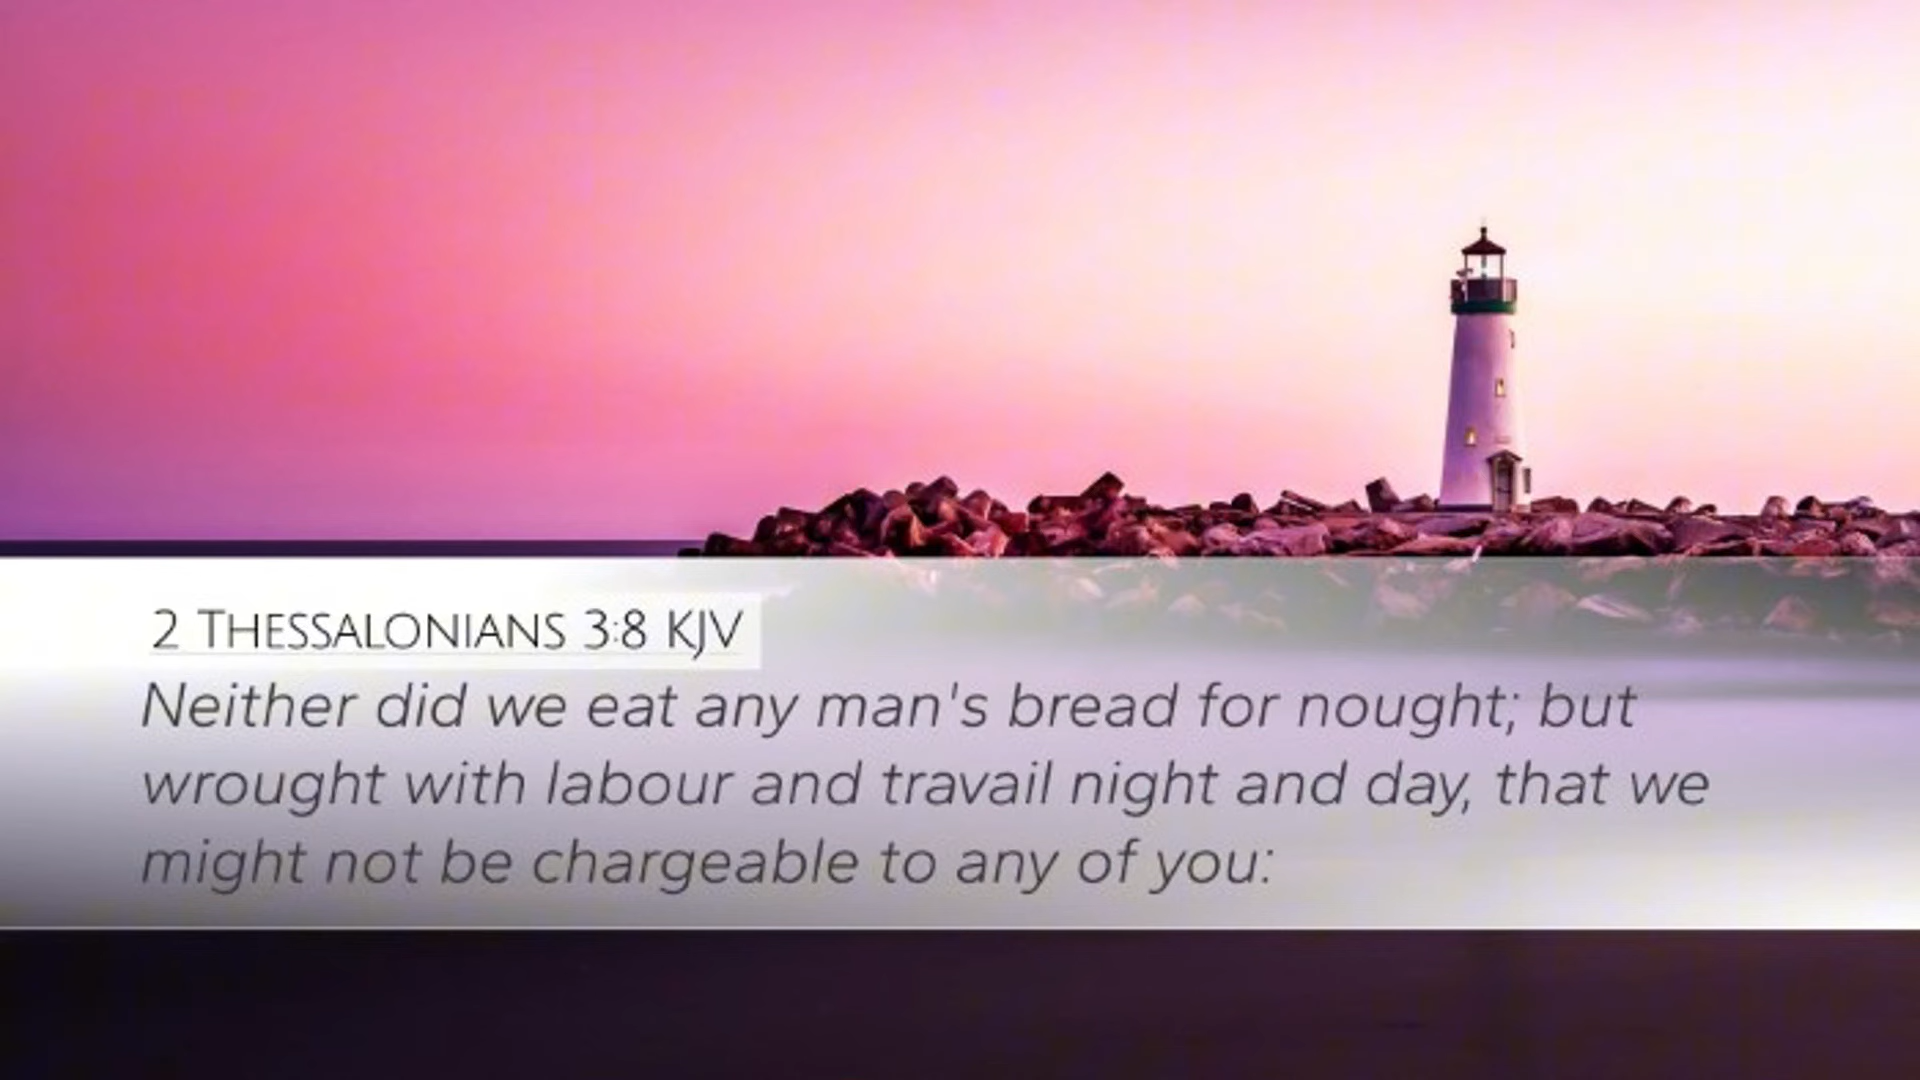 2 THESSALONIANS 3:8 KJV
Neither did we eat any man's bread for nought; but
wrought with labour and travail night and day, that we
might not be chargeable to any of you: